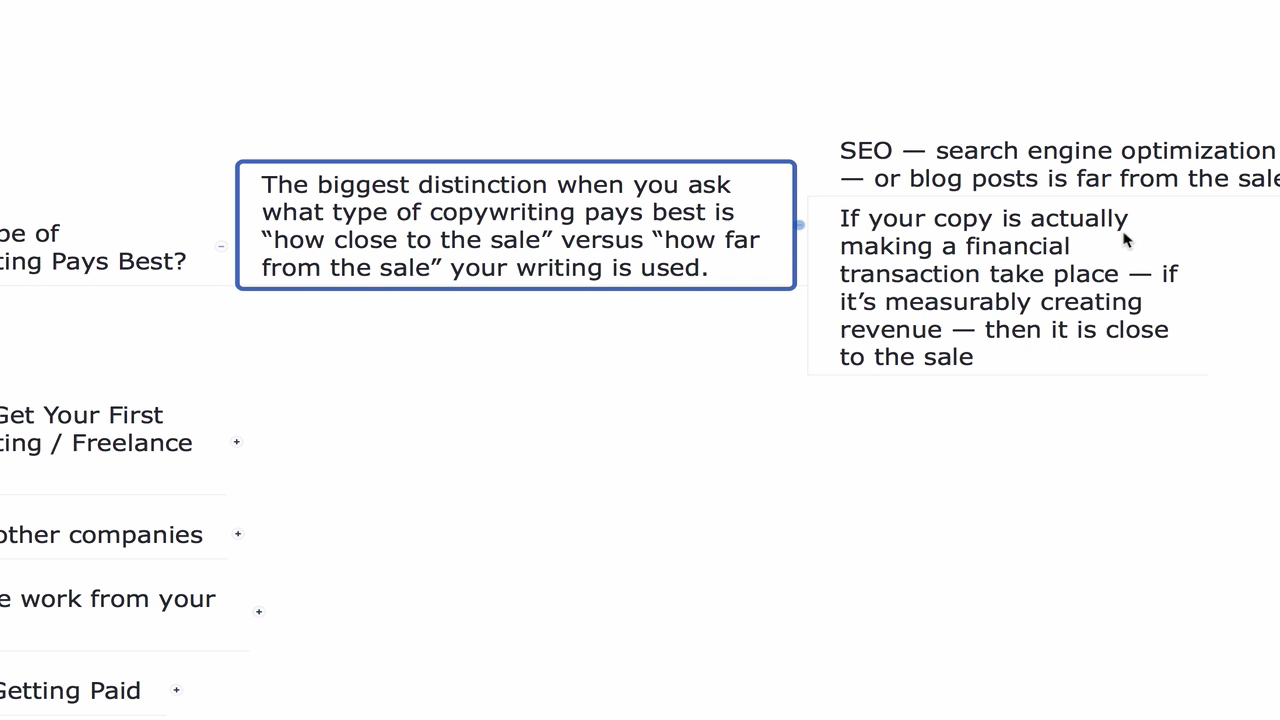 pe of
ting Pays Best?
The biggest distinction when you ask
what type of copywriting pays best is
“how close to the sale” versus “how far
from the sale” your writing is used.
SEO — search engine optimization
— or blog posts is far from the sale
If your copy is actually
making a financial
transaction take place — if
it’s measurably creating
revenue — then it is close
to the sale
Get Your First
ting / Freelance
other companies
e work from your
Getting Paid